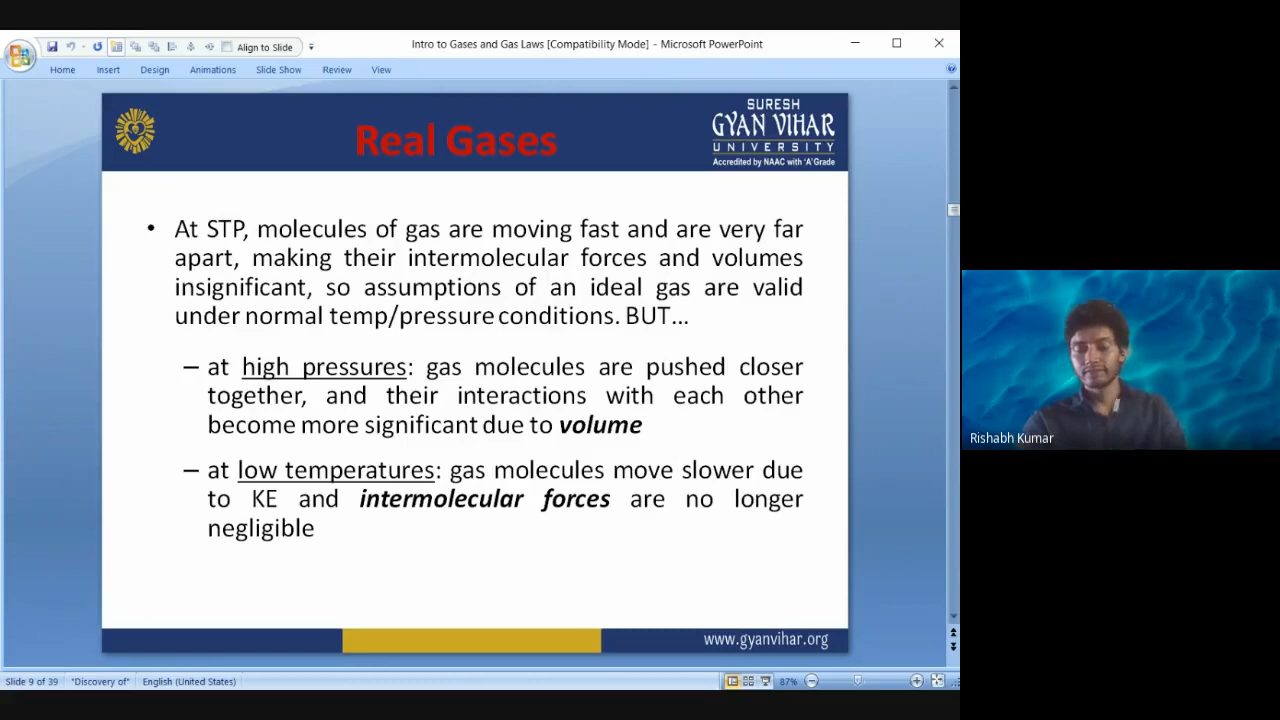 Align to Slide
Intro to Gases and Gas Laws [Compatibility Mode] - Microsoft PowerPoint
Home Insert Design Animations Slide Show Review View
Real Gases
SURESH
GYAN VIHAR
UNIVERSITY
Accredited by NAAC with 'A' Grade
• At STP, molecules of gas are moving fast and are very far
apart, making their intermolecular forces and volumes
insignificant, so assumptions of an ideal gas are valid
under normal temp/pressure conditions. BUT...
– at high pressures: gas molecules are pushed closer
together, and their interactions with each other
become more significant due to volume
– at low temperatures: gas molecules move slower due
to KE and intermolecular forces are no longer
negligible
Rishabh Kumar
www.gyanvihar.org
Slide 9 of 39 "Discovery of" English (United States) 87%